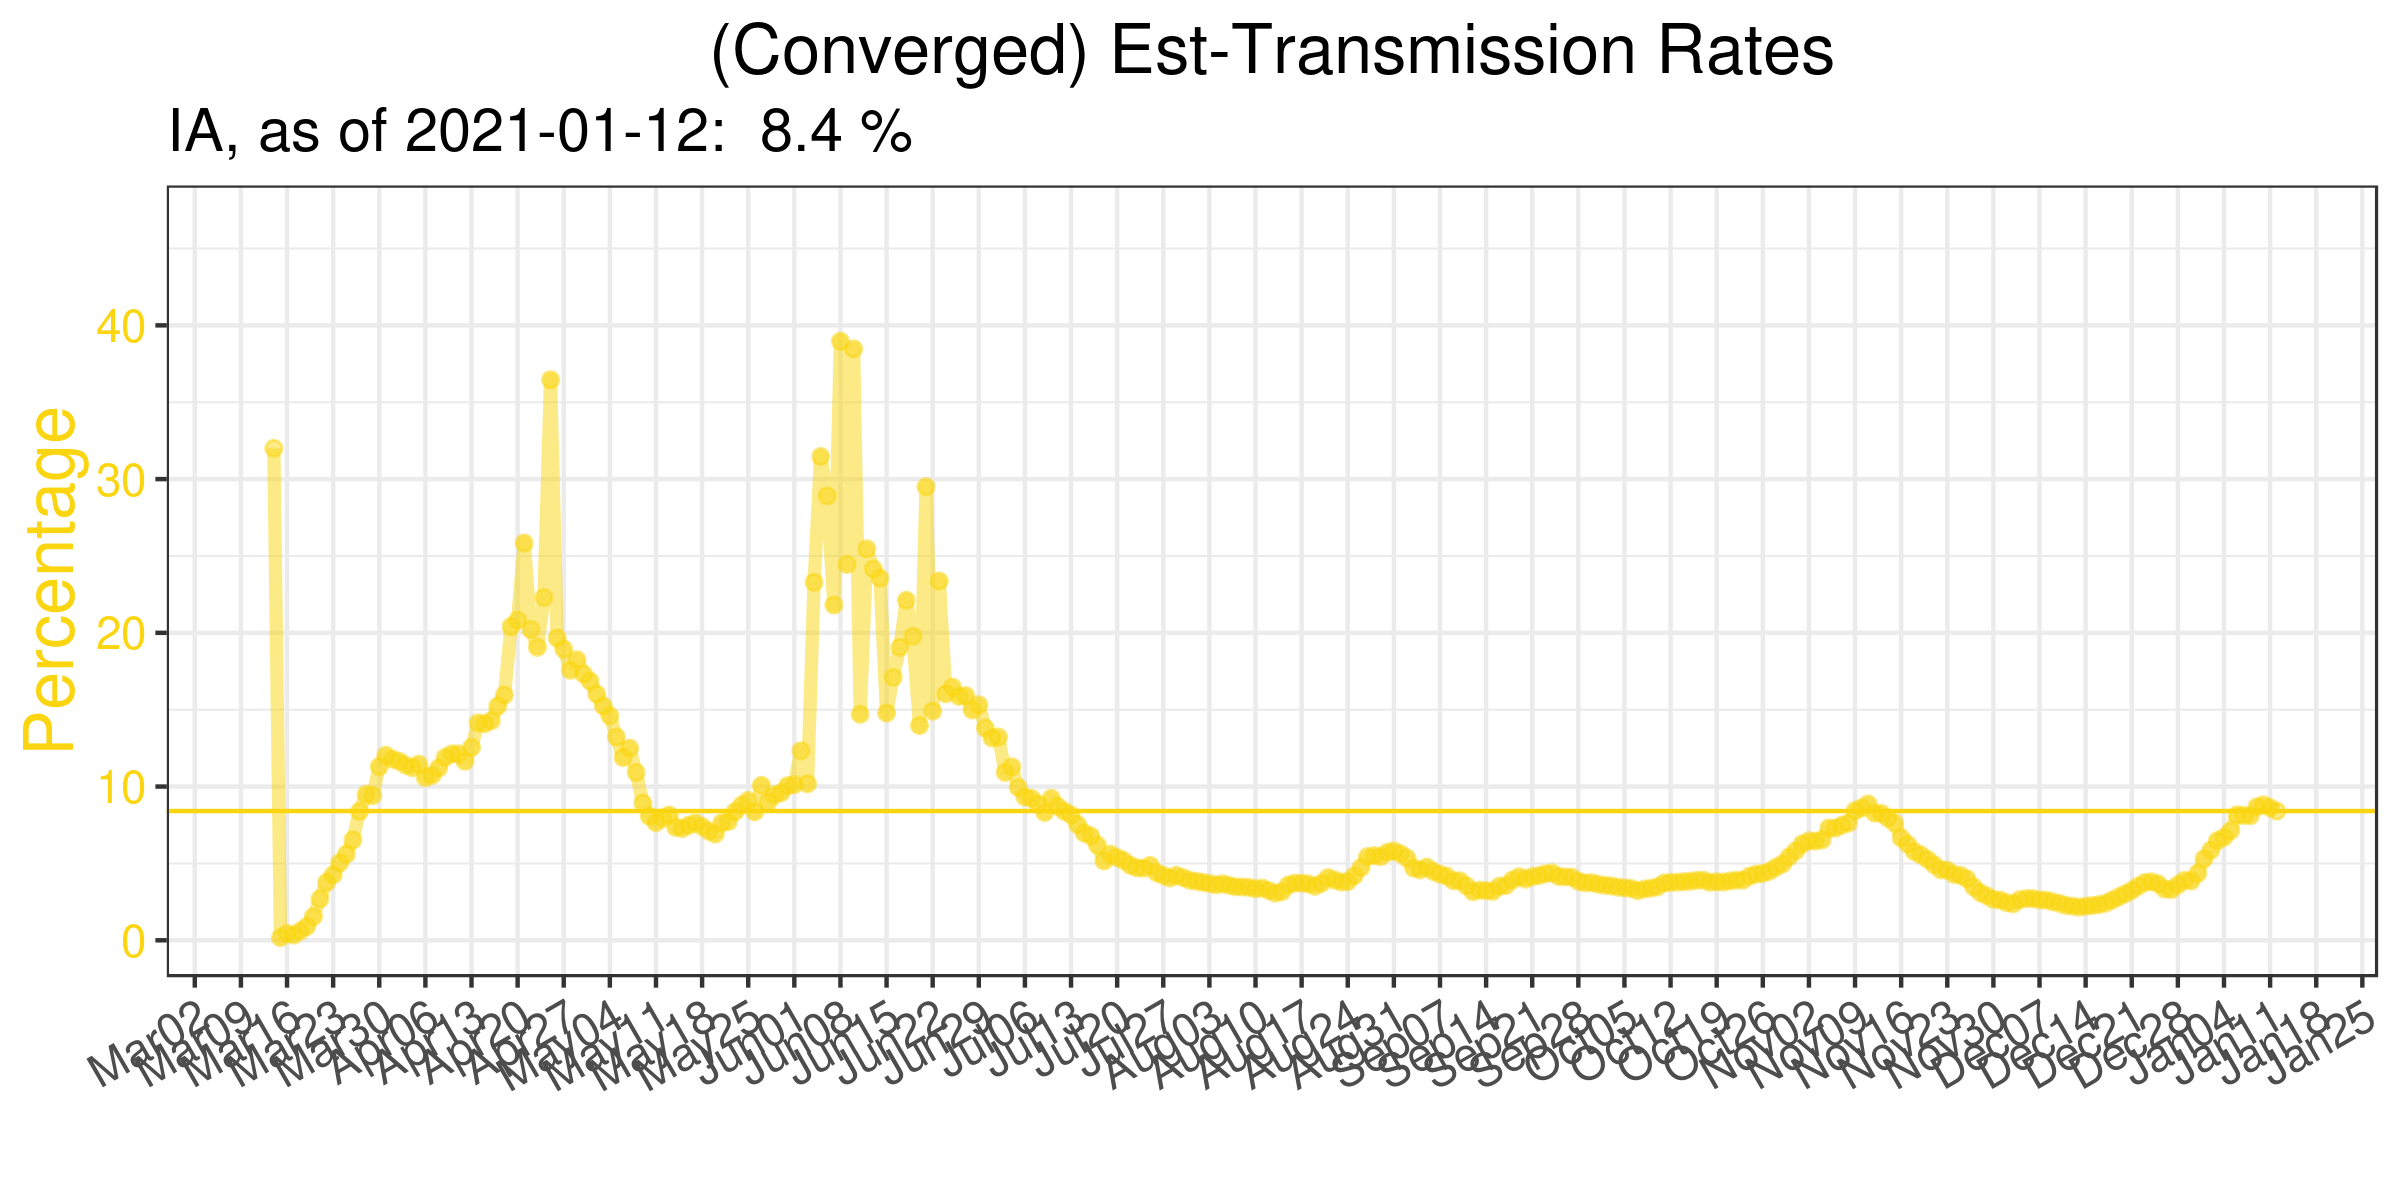 (Converged) Est-Transmission Rates
IA, as of 2021-01-12:  8.4 %
Percentage
40
30
20
10
0
Mar02
Mar09
Mar16
Mar23
Mar30
Apr06
Apr13
Apr20
Apr27
May04
May11
May18
May25
Jun01
Jun08
Jun15
Jun22
Jun29
Jul06
Jul13
Jul20
Jul27
Aug03
Aug10
Aug17
Aug24
Aug31
Sep07
Sep14
Sep21
Sep28
Oct05
Oct12
Oct19
Oct26
Nov02
Nov09
Nov16
Nov23
Nov30
Dec07
Dec14
Dec21
Dec28
Jan04
Jan11
Jan18
Jan25